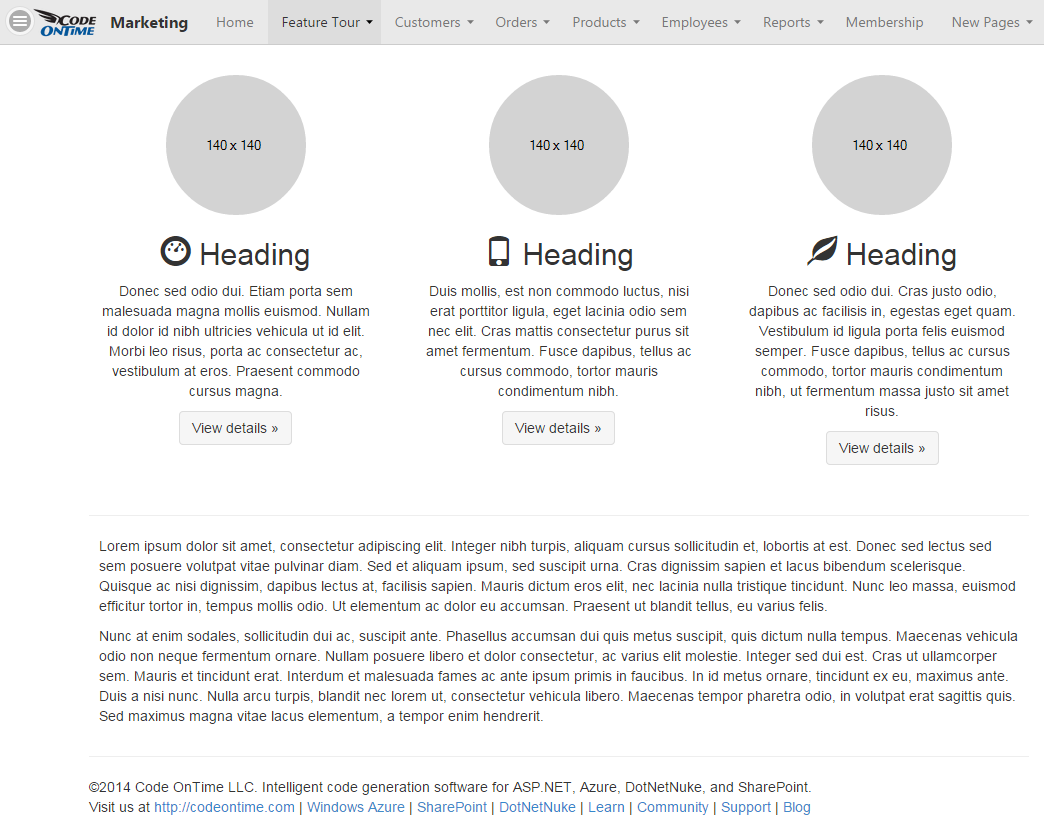 CODE ONTIME Marketing Home Feature Tour Customers Orders Products Employees Reports Membership New Pages
140 x 140 140 x 140 140 x 140
Heading
Donec sed odio dui. Etiam porta sem
malesuada magna mollis euismod. Nullam
id dolor id nibh ultricies vehicula ut id elit.
Morbi leo risus, porta ac consectetur ac,
vestibulum at eros. Praesent commodo
cursus magna.
View details »
Heading
Duis mollis, est non commodo luctus, nisi
erat porttitor ligula, eget lacinia odio sem
nec elit. Cras mattis consectetur purus sit
amet fermentum. Fusce dapibus, tellus ac
cursus commodo, tortor mauris
condimentum nibh.
View details »
Heading
Donec sed odio dui. Cras justo odio,
dapibus ac facilisis in, egestas eget quam.
Vestibulum id ligula porta felis euismod
semper. Fusce dapibus, tellus ac cursus
commodo, tortor mauris condimentum
nibh, ut fermentum massa justo sit amet
risus.
View details »
Lorem ipsum dolor sit amet, consectetur adipiscing elit. Integer nibh turpis, aliquam cursus sollicitudin et, lobortis at est. Donec sed lectus sed
sem posuere volutpat vitae pulvinar diam. Sed et aliquam ipsum, sed suscipit urna. Cras dignissim sapien et lacus bibendum scelerisque.
Quisque ac nisi dignissim, dapibus lectus at, facilisis sapien. Mauris dictum eros elit, nec lacinia nulla tristique tincidunt. Nunc leo massa, euismod
efficitur tortor in, tempus mollis odio. Ut elementum ac dolor eu accumsan. Praesent ut blandit tellus, eu varius felis.
Nunc at enim sodales, sollicitudin dui ac, suscipit ante. Phasellus accumsan dui quis metus suscipit, quis dictum nulla tempus. Maecenas vehicula
odio non neque fermentum ornare. Nullam posuere libero et dolor consectetur, ac varius elit molestie. Integer sed dui est. Cras ut ullamcorper
sem. Mauris et tincidunt erat. Interdum et malesuada fames ac ante ipsum primis in faucibus. In id metus ornare, tincidunt ex eu, maximus ante.
Duis a nisi nunc. Nulla arcu turpis, blandit nec lorem ut, consectetur vehicula libero. Maecenas tempor pharetra odio, in volutpat erat sagittis quis.
Sed maximus magna vitae lacus elementum, a tempor enim hendrerit.
©2014 Code OnTime LLC. Intelligent code generation software for ASP.NET, Azure, DotNetNuke, and SharePoint.
Visit us at http://codeontime.com | Windows Azure | SharePoint | DotNetNuke | Learn | Community | Support | Blog